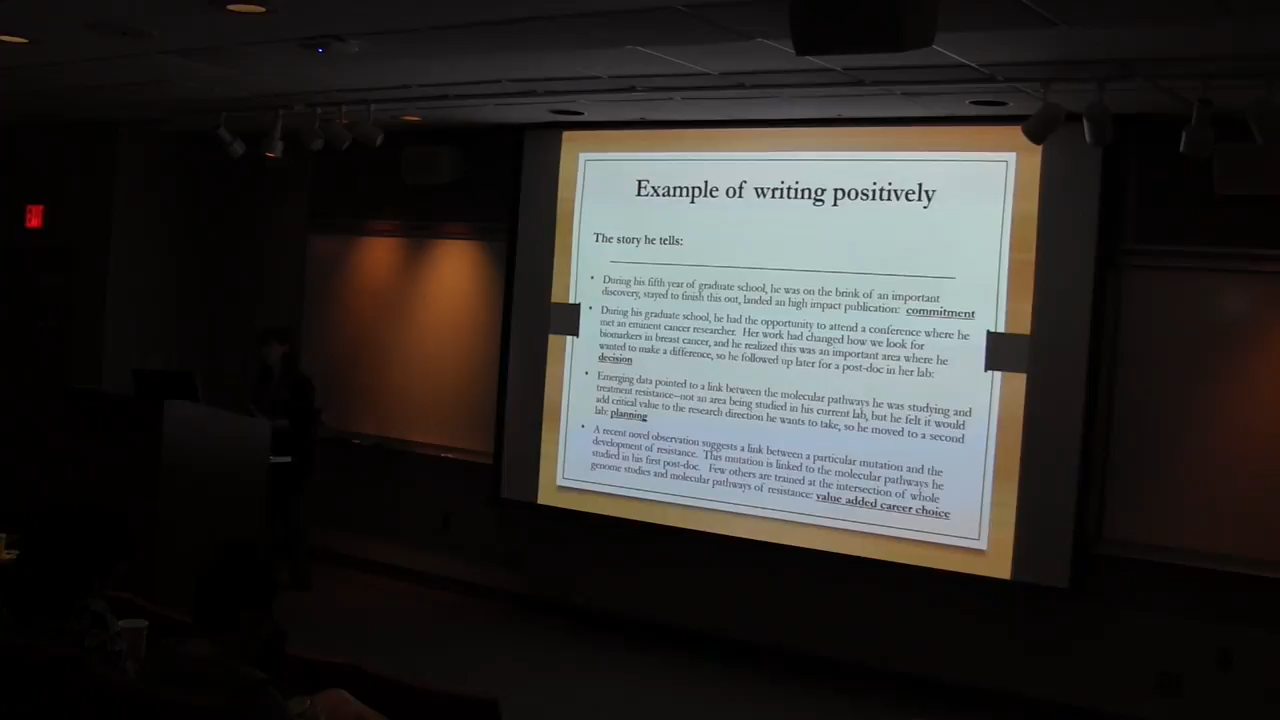 EXIT
Example of writing positively
The story he tells:
• During his fifth year of graduate school, he was on the brink of an important
discovery, stayed to finish this out, landed an high impact publication: commitment
• During his graduate school, he had the opportunity to attend a conference where he
met an eminent cancer researcher. Her work had changed how we look for
biomarkers in breast cancer, and he realized this was an important area where he
wanted to make a difference, so he followed up later for a post-doc in her lab:
decision
• Emerging data pointed to a link between the molecular pathways he was studying and
treatment resistance—not an area being studied in his current lab, but he felt it would
add critical value to the research direction he wants to take, so he moved to a second
lab: planning
• A recent novel observation suggests a link between a particular mutation and the
development of resistance. This mutation is linked to the molecular pathways he
studied in his first post-doc. Few others are trained at the intersection of whole
genome studies and molecular pathways of resistance: value added career choice